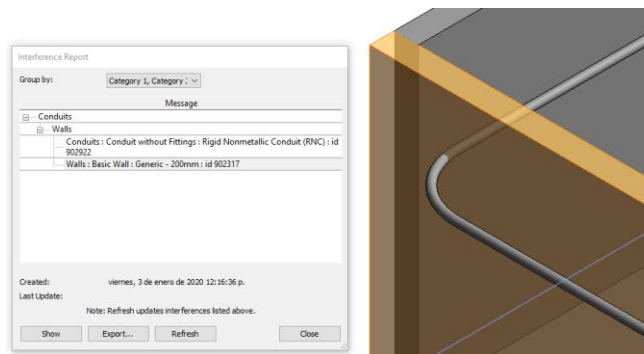 Interference Report
Group by:
Category 1, Category 2
Message
Conduits
Walls
Conduits : Conduit without Fittings : Rigid Nonmetallic Conduit (RNC) : id
902922
Walls : Basic Wall : Generic - 200mm : id 902317
Created:
viernes, 3 de enero de 2020 12:16:36 p.
Last Update:
Note: Refresh updates interferences listed above.
Show
Export...
Refresh
Close